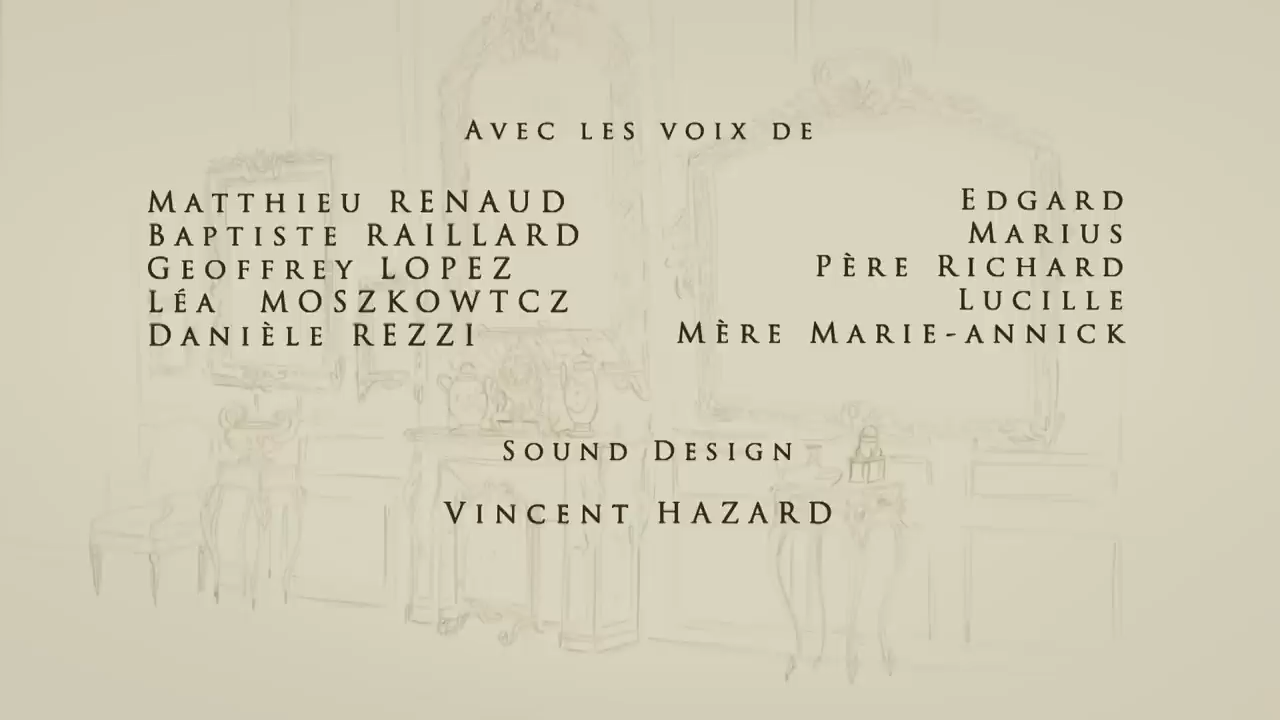 Avec les voix de
Matthieu RENAUD Edgard
Baptiste RAILLARD Marius
Geoffrey LOPEZ Père Richard
Léa MOSZKOWTCZ Lucille
Danièle REZZI Mère Marie-annick
Sound Design
Vincent HAZARD